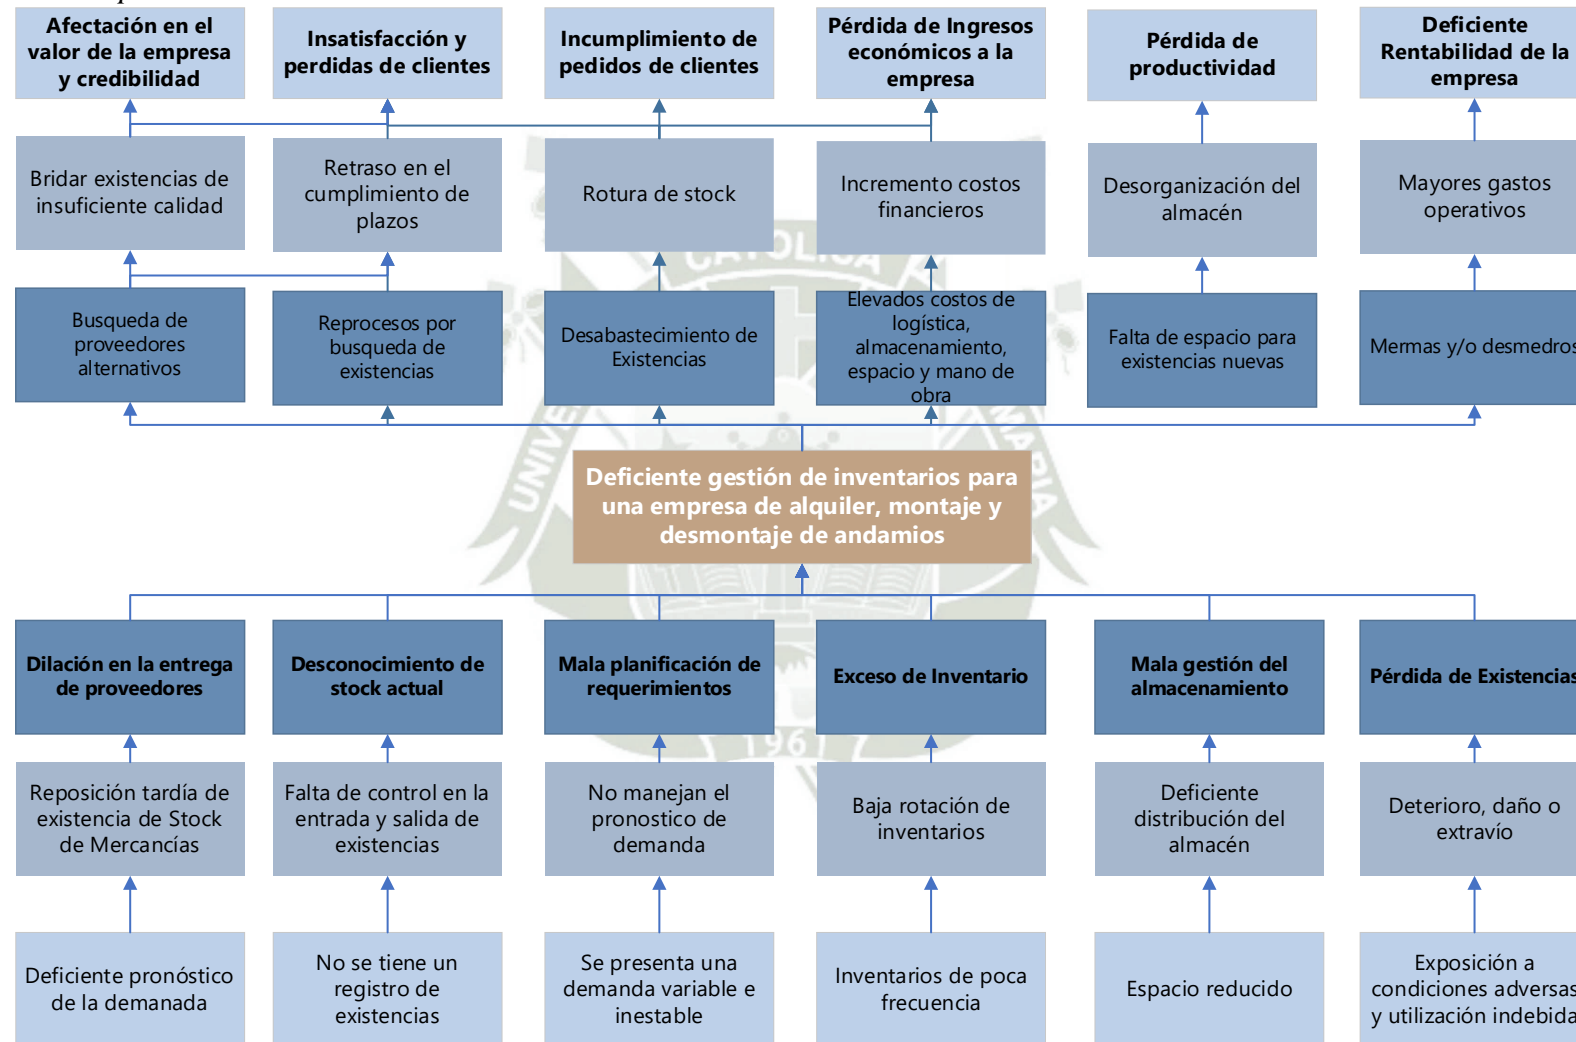 Afectación en el
valor de la empresa
y credibilidad
Insatisfacción y
perdidas de clientes
Incumplimiento de
pedidos de clientes
Pérdida de Ingresos
económicos a la
empresa
Pérdida de
productividad
Deficiente
Rentabilidad de la
empresa
Bridar existencias de
insuficiente calidad
Retraso en el
cumplimiento de
plazos
Rotura de stock
Incremento costos
financieros
Desorganización del
almacén
Mayores gastos
operativos
Busqueda de
proveedores
alternativos
Reprocesos por
busqueda de
existencias
Desabastecimiento de
Existencias
Elevados costos de
logística,
almacenamiento,
espacio y mano de
obra
Falta de espacio para
existencias nuevas
Mermas y/o desmedros
Deficiente gestión de inventarios para
una empresa de alquiler, montaje y
desmontaje de andamios
Dilación en la entrega
de proveedores
Desconocimiento de
stock actual
Mala planificación de
requerimientos
Exceso de Inventario
Mala gestión del
almacenamiento
Pérdida de Existencias
Reposición tardía de
existencia de Stock
de Mercancías
Falta de control en la
entrada y salida de
existencias
No manejan el
pronostico de
demanda
Baja rotación de
inventarios
Deficiente
distribución del
almacén
Deterioro, daño o
extravío
Deficiente pronóstico
de la demanada
No se tiene un
registro de
existencias
Se presenta una
demanda variable e
inestable
Inventarios de poca
frecuencia
Espacio reducido
Exposición a
condiciones adversas
y utilización indebida
CATOLICA
1961